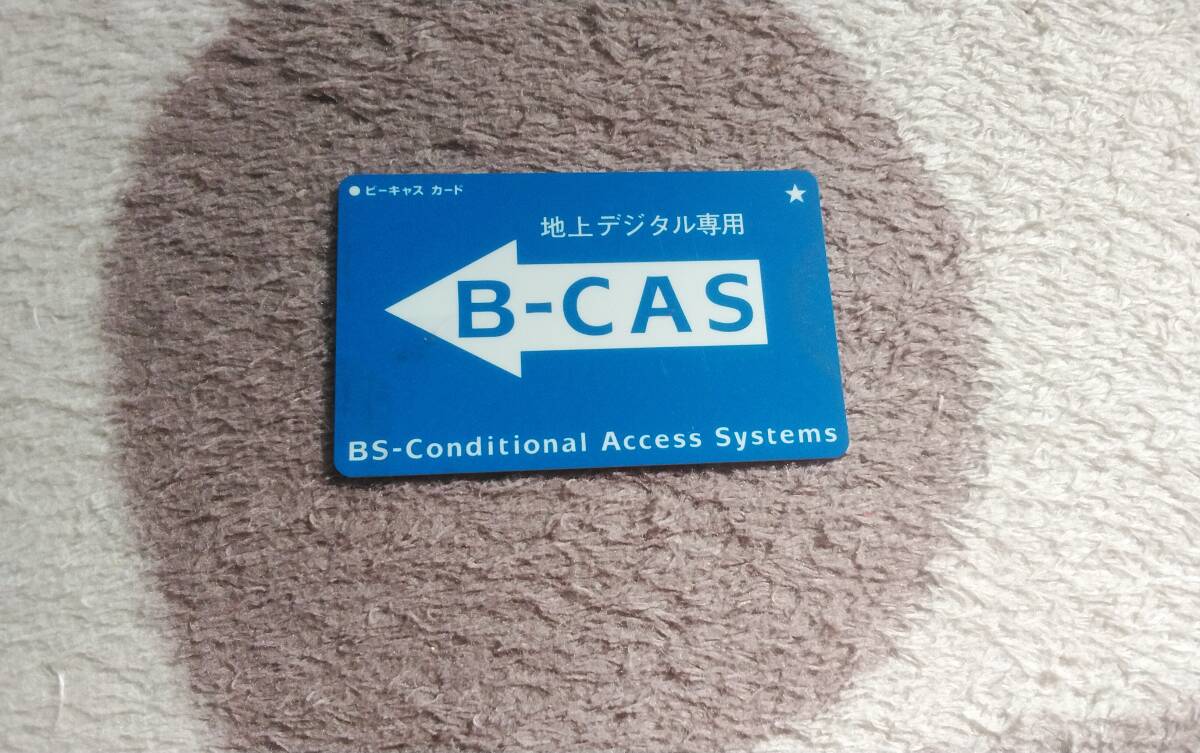 ●ビーキャス カード
★
地上デジタル専用
B-CAS
BS-Conditional Access Systems